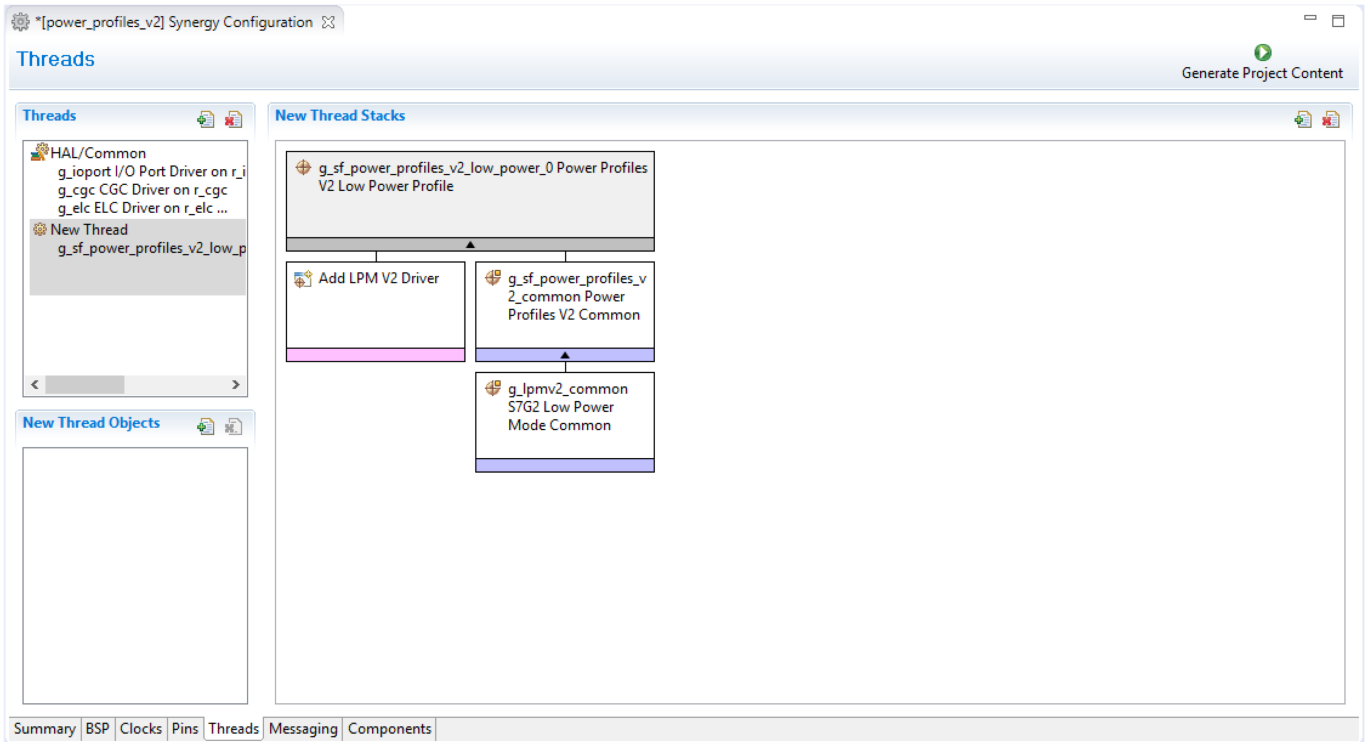 *[power_profiles_v2] Synergy Configuration
Threads
Generate Project Content
Threads
HAL/Common
g_ioport I/O Port Driver on r_i
g_cgc CGC Driver on r_cgc
g_elc ELC Driver on r_elc ...
New Thread
g_sf_power_profiles_v2_low_p
New Thread Objects
New Thread Stacks
g_sf_power_profiles_v2_low_power_0 Power Profiles
V2 Low Power Profile
Add LPM V2 Driver
g_sf_power_profiles_v
2_common Power
Profiles V2 Common
g_lpmv2_common
S7G2 Low Power
Mode Common
Summary BSP Clocks Pins Threads Messaging Components